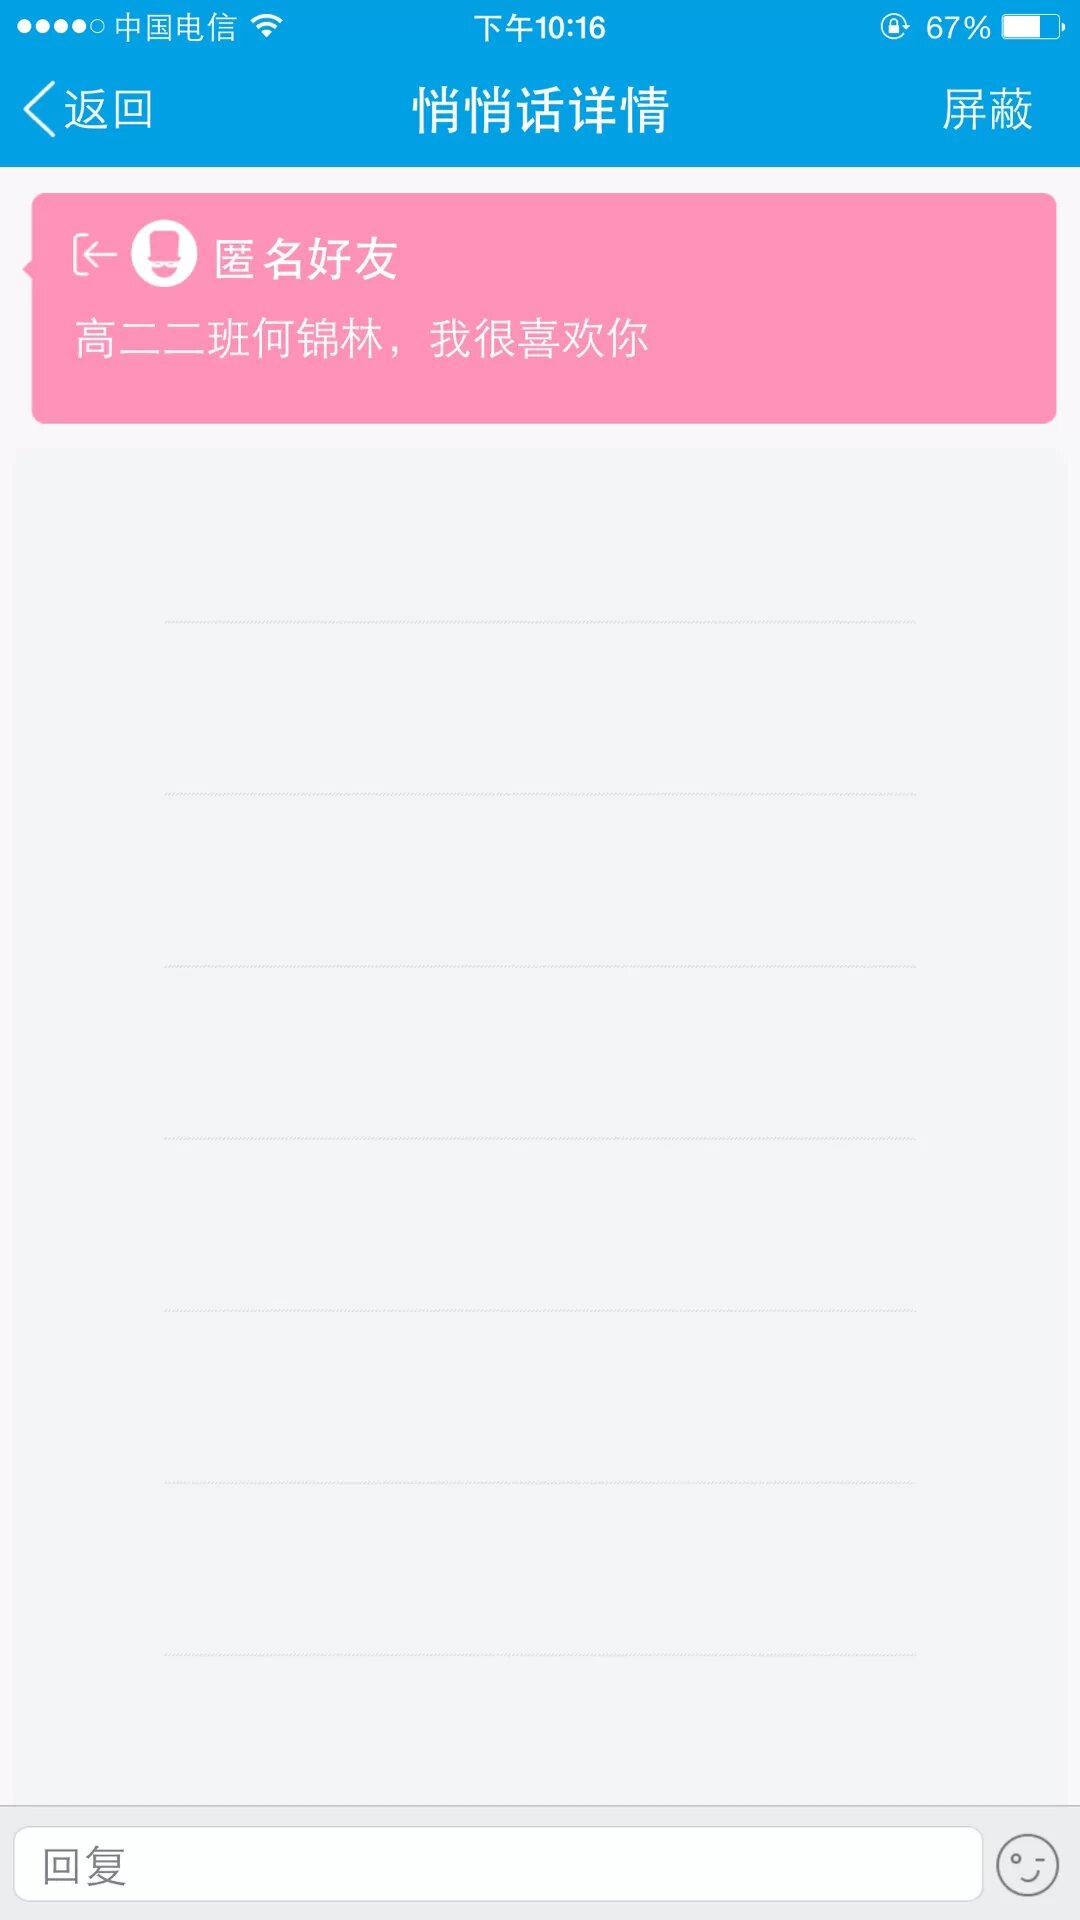 中国电信 下午10:16 67%
返回 悄悄话详情 屏蔽
匿名好友
高二二班何锦林，我很喜欢你
回复